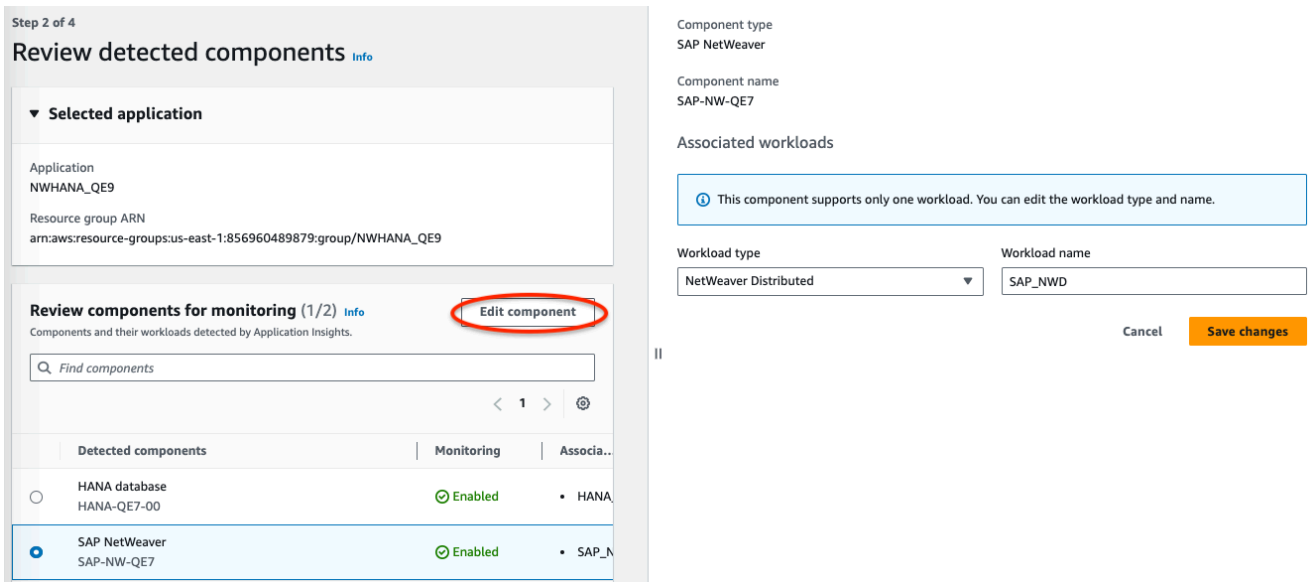 Step 2 of 4
Review detected components Info
Selected application
Application
NWHANA_QE9
Resource group ARN
arn:aws:resource-groups:us-east-1:856960489879:group/NWHANA_QE9
Review components for monitoring (1/2) Info
Edit component
Components and their workloads detected by Application Insights.
Find components
1
Detected components Monitoring Associa...
HANA database
HANA-QE7-00
Enabled
HANA_
SAP NetWeaver
SAP-NW-QE7
Enabled
SAP_N
Component type
SAP NetWeaver
Component name
SAP-NW-QE7
Associated workloads
This component supports only one workload. You can edit the workload type and name.
Workload type
NetWeaver Distributed
Workload name
SAP_NWD
Cancel
Save changes